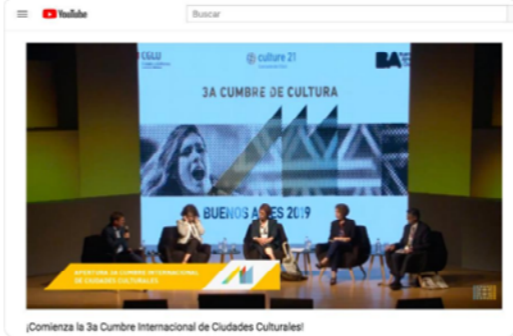 YouTube
Buscar
CGLU
culture 21
BA
3A CUMBRE DE CULTURA
BUENOS AIRES 2019
APERTURA 3A CUMBRE INTERNACIONAL
DE CIUDADES CULTURALES
¡Comienza la 3a Cumbre Internacional de Ciudades Culturales!